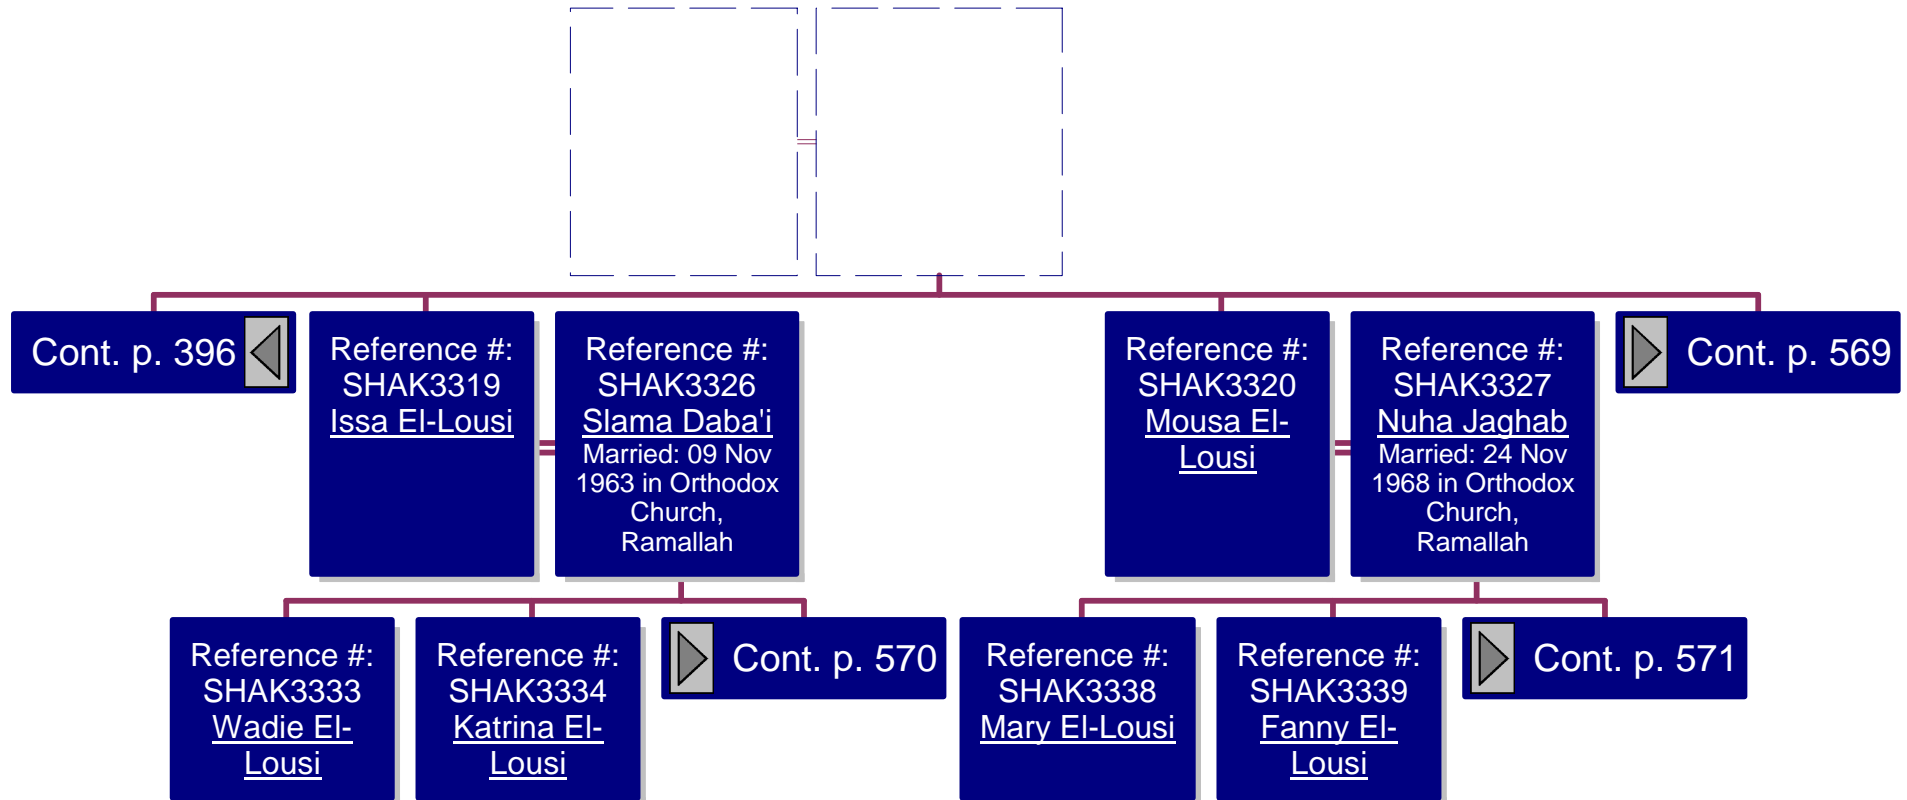 Cont. p. 396
Reference #:
SHAK3319
Issa El-Lousi
Reference #:
SHAK3326
Slama Daba'i
Married: 09 Nov
1963 in Orthodox
Church,
Ramallah
Reference #:
SHAK3320
Mousa El-
Lousi
Reference #:
SHAK3327
Nuha Jaghab
Married: 24 Nov
1968 in Orthodox
Church,
Ramallah
Cont. p. 569
Reference #:
SHAK3333
Wadie El-
Lousi
Reference #:
SHAK3334
Katrina El-
Lousi
Cont. p. 570
Reference #:
SHAK3338
Mary El-Lousi
Reference #:
SHAK3339
Fanny El-
Lousi
Cont. p. 571